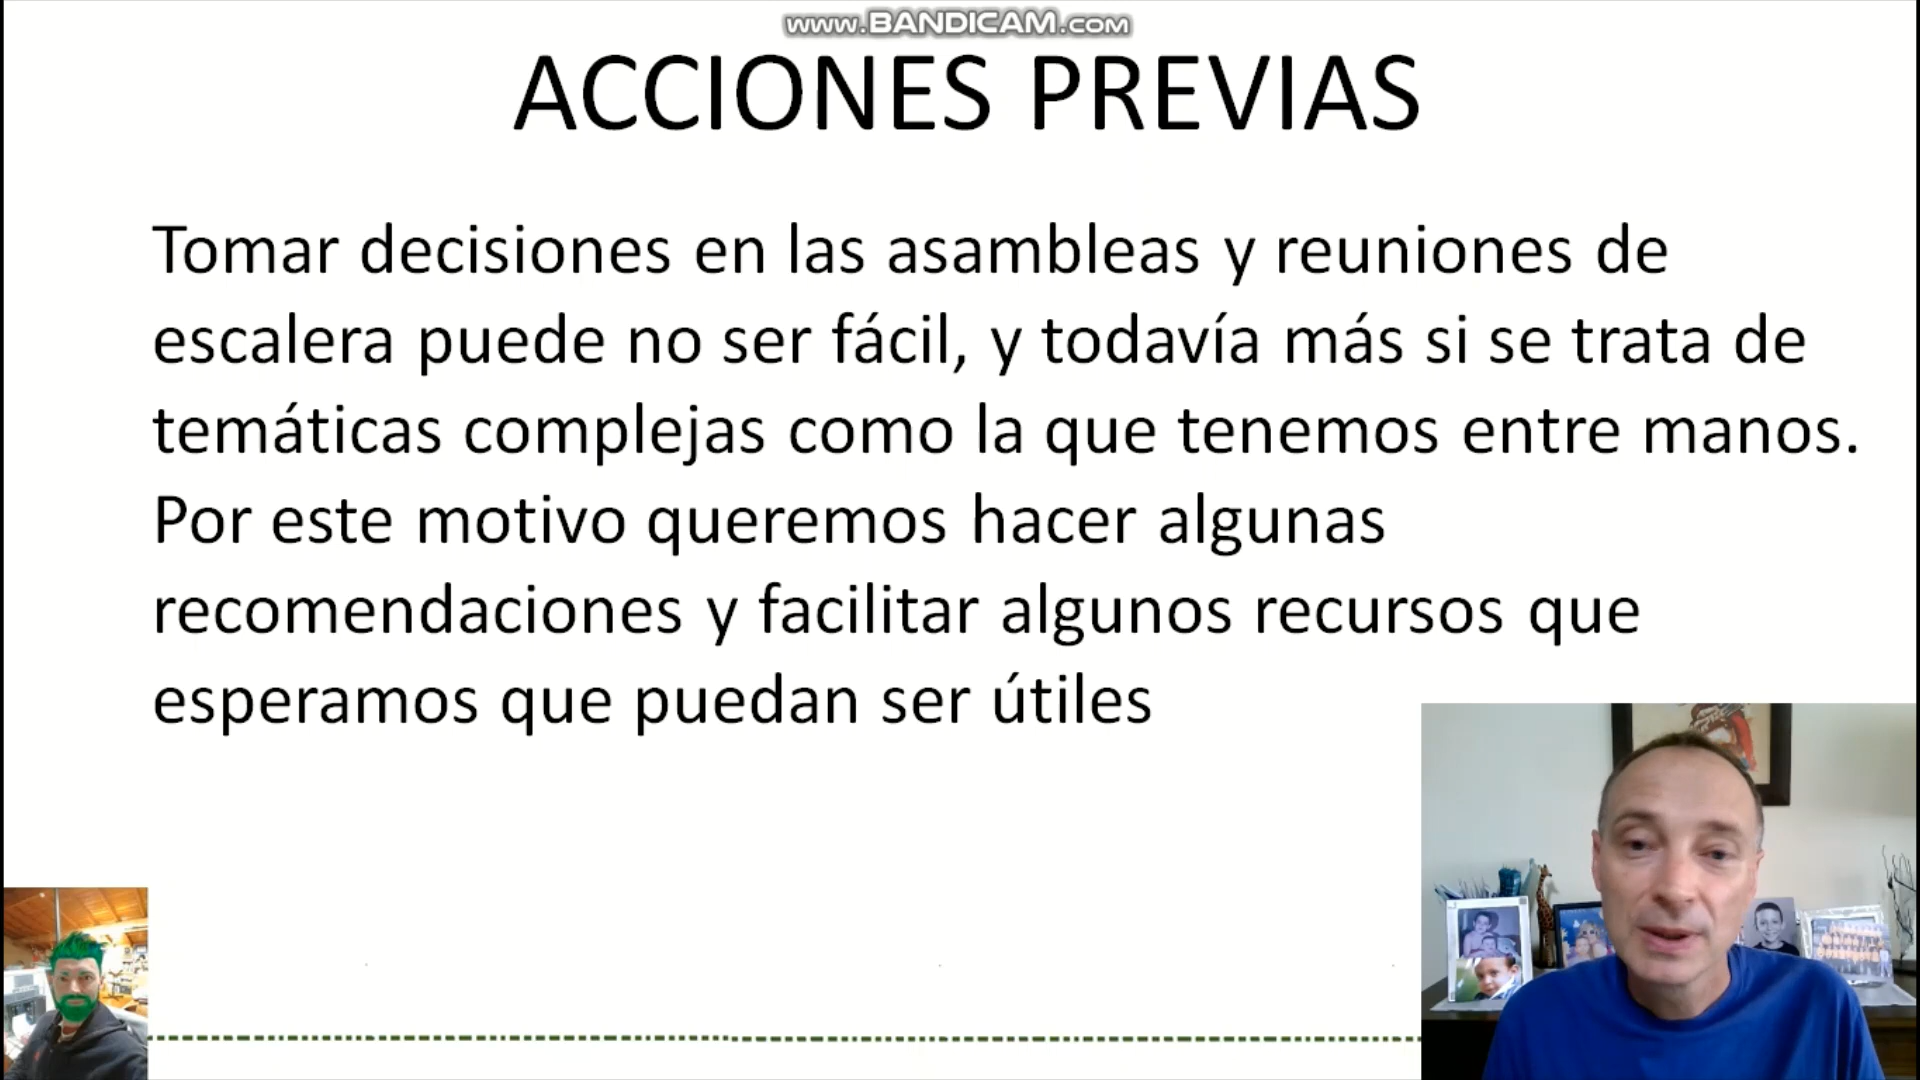 www.BANDICAM.com
ACCIONES PREVIAS
Tomar decisiones en las asambleas y reuniones de
escalera puede no ser fácil, y todavía más si se trata de
temáticas complejas como la que tenemos entre manos.
Por este motivo queremos hacer algunas
recomendaciones y facilitar algunos recursos que
esperamos que puedan ser útiles